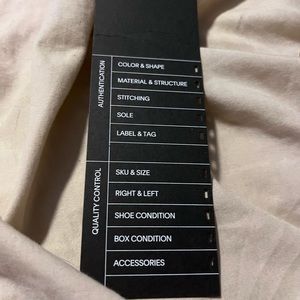 AUTHENTICATION
COLOR & SHAPE
MATERIAL & STRUCTURE
STITCHING
SOLE
LABEL & TAG
QUALITY CONTROL
SKU & SIZE
RIGHT & LEFT
SHOE CONDITION
BOX CONDITION
ACCESSORIES